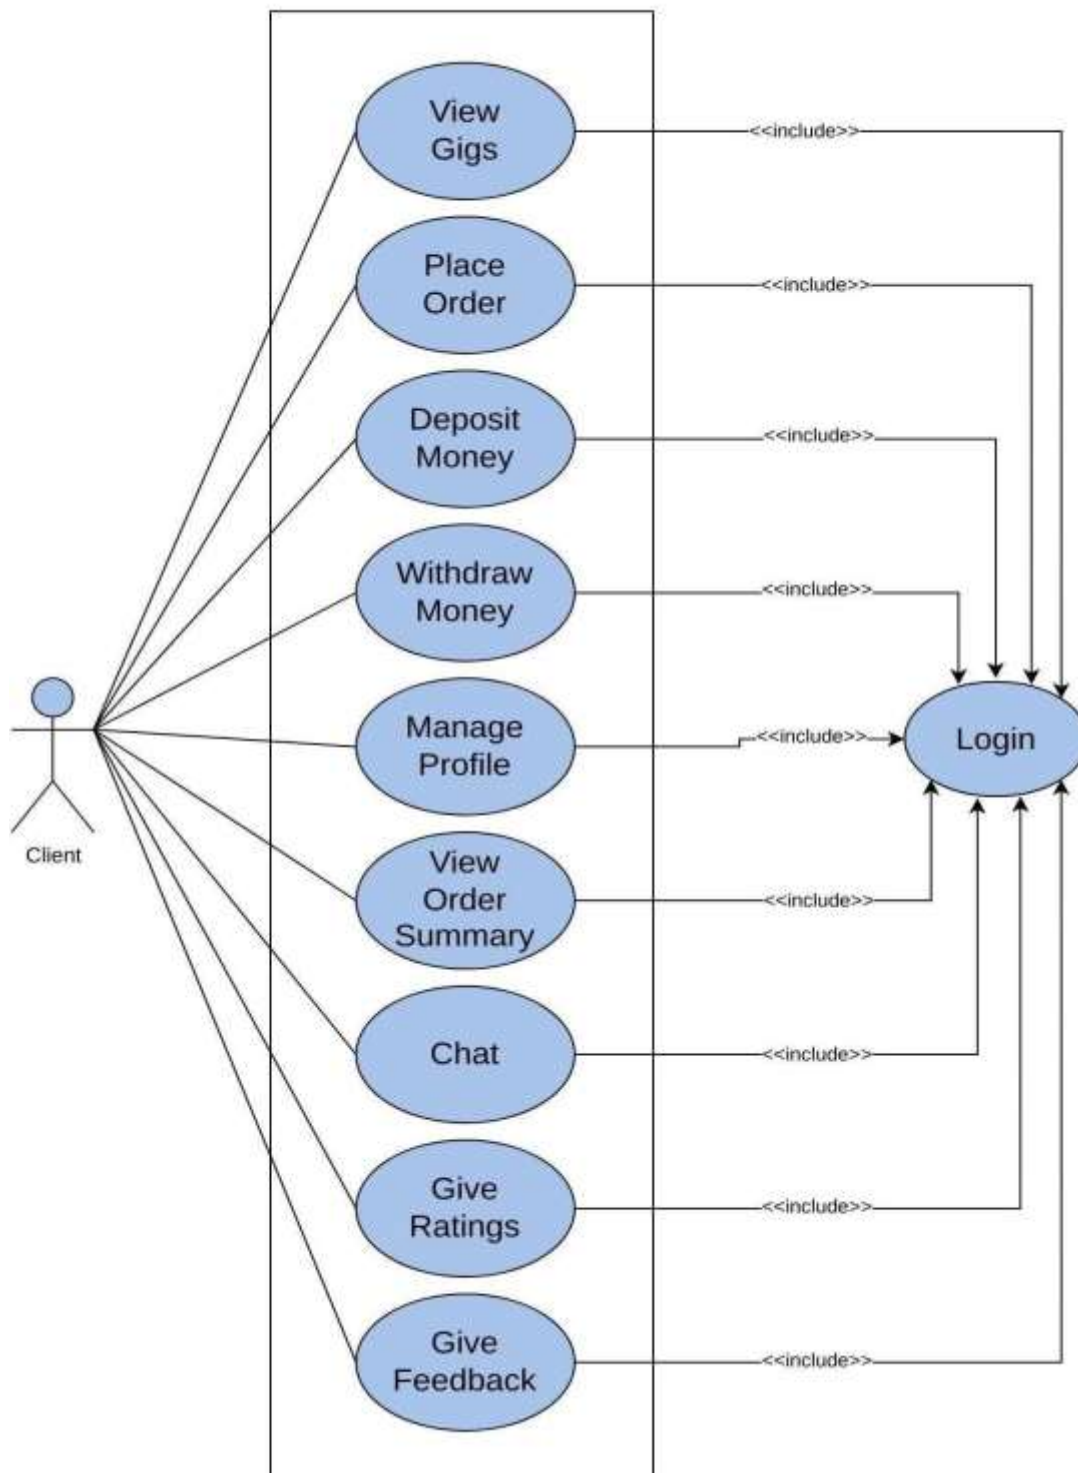 View
Gigs
<<include>>
Place
Order
<<include>>
Deposit
Money
<<include>>
Withdraw
Money
<<include>>
Manage
Profile
<<include>>
Login
Client
View
Order
Summary
<<include>>
Chat
<<include>>
Give
Ratings
<<include>>
Give
Feedback
<<include>>